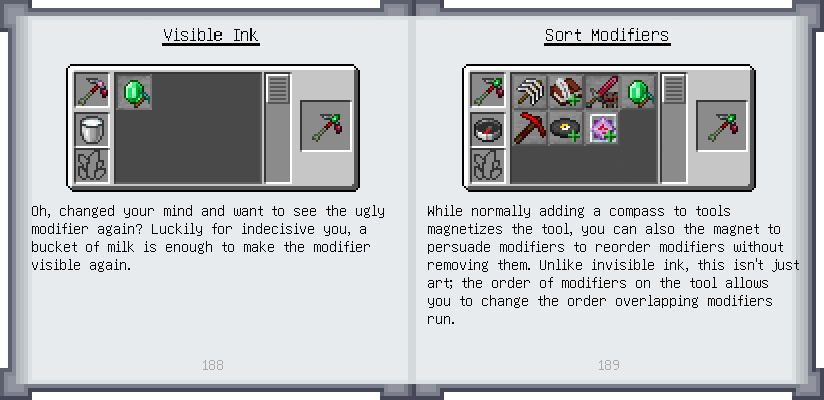 Visible Ink
Oh, changed your mind and want to see the ugly
modifier again? Luckily for indecisive you, a
bucket of milk is enough to make the modifier
visible again.
188
Sort Modifiers
While normally adding a compass to tools
magnetizes the tool, you can also the magnet to
persuade modifiers to reorder modifiers without
removing them. Unlike invisible ink, this isn't just
art; the order of modifiers on the tool allows
you to change the order overlapping modifiers
run.
189